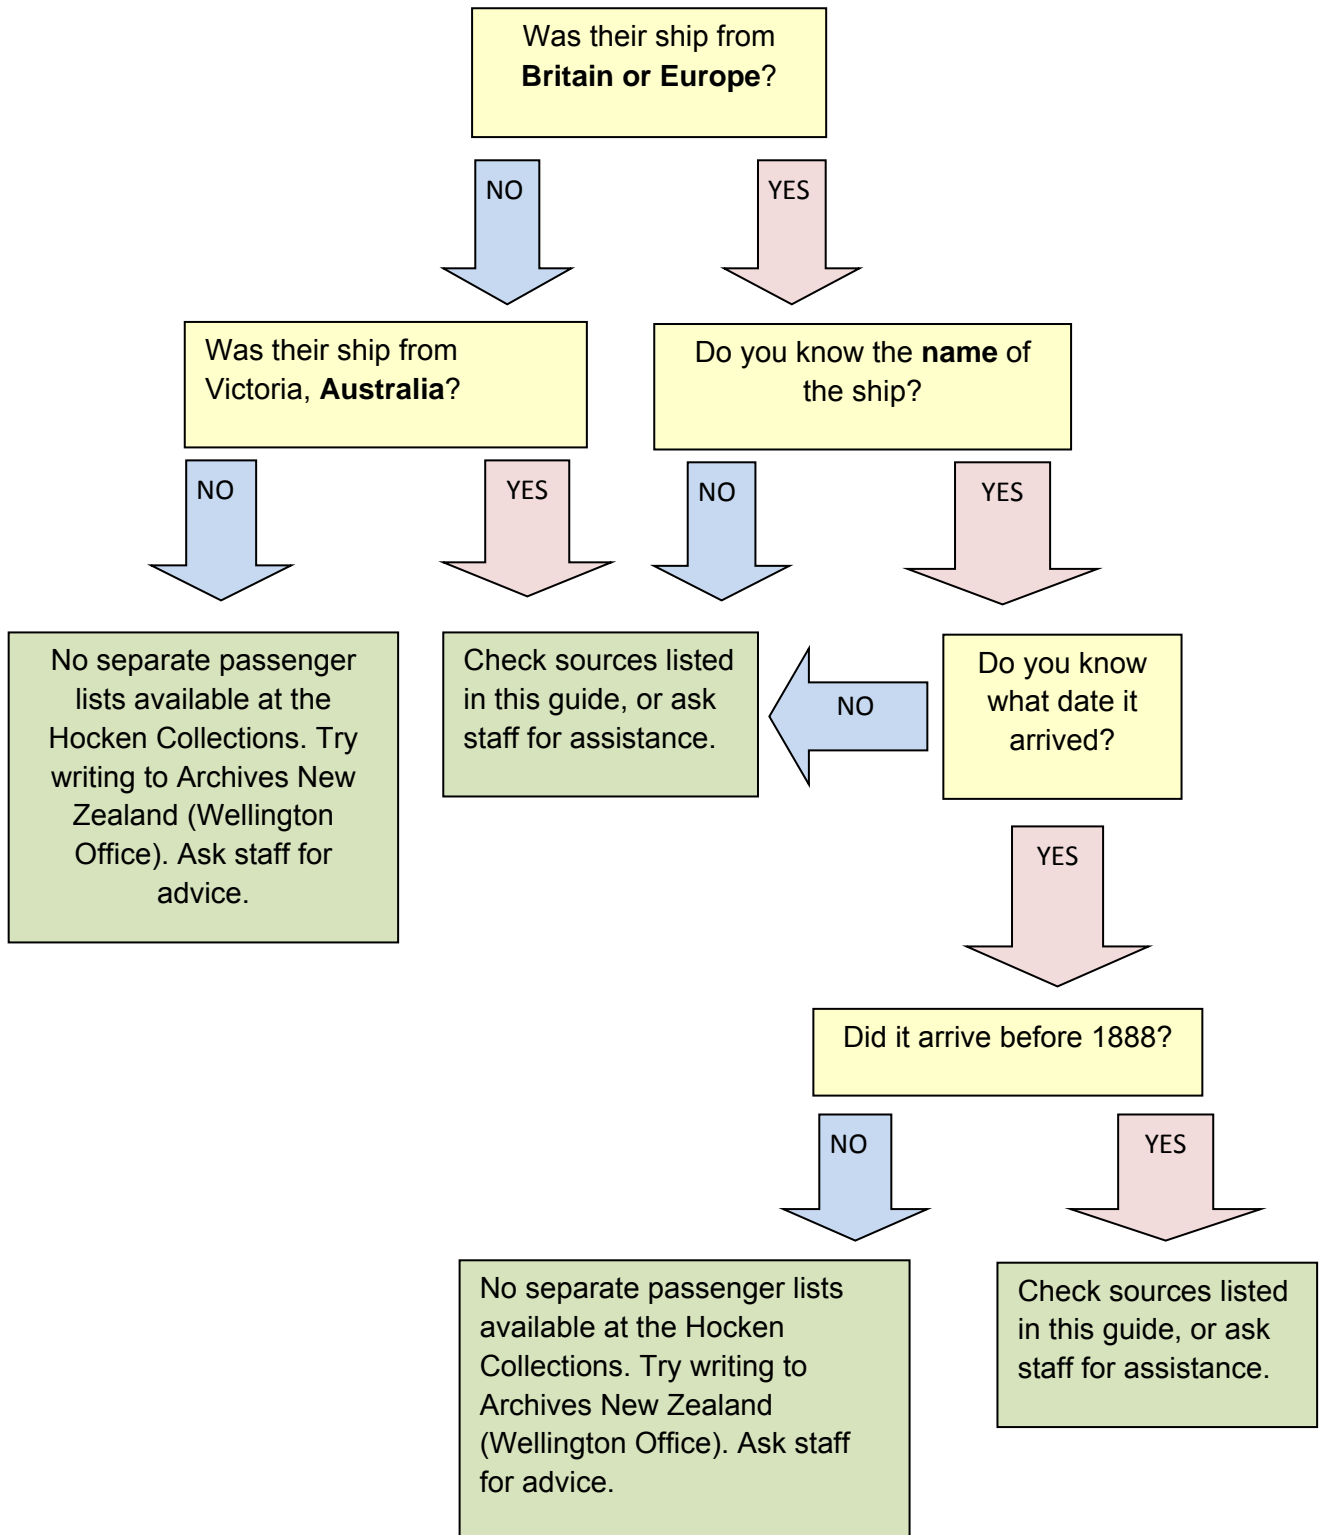 Was their ship from
Britain or Europe?
NO
YES
Was their ship from
Victoria, Australia?
Do you know the name of
the ship?
NO
YES
NO
YES
No separate passenger
lists available at the
Hocken Collections. Try
writing to Archives New
Zealand (Wellington
Office). Ask staff for
advice.
Check sources listed
in this guide, or ask
staff for assistance.
NO
Do you know
what date it
arrived?
YES
Did it arrive before 1888?
NO
YES
No separate passenger lists
available at the Hocken
Collections. Try writing to
Archives New Zealand
(Wellington Office). Ask staff
for advice.
Check sources listed
in this guide, or ask
staff for assistance.